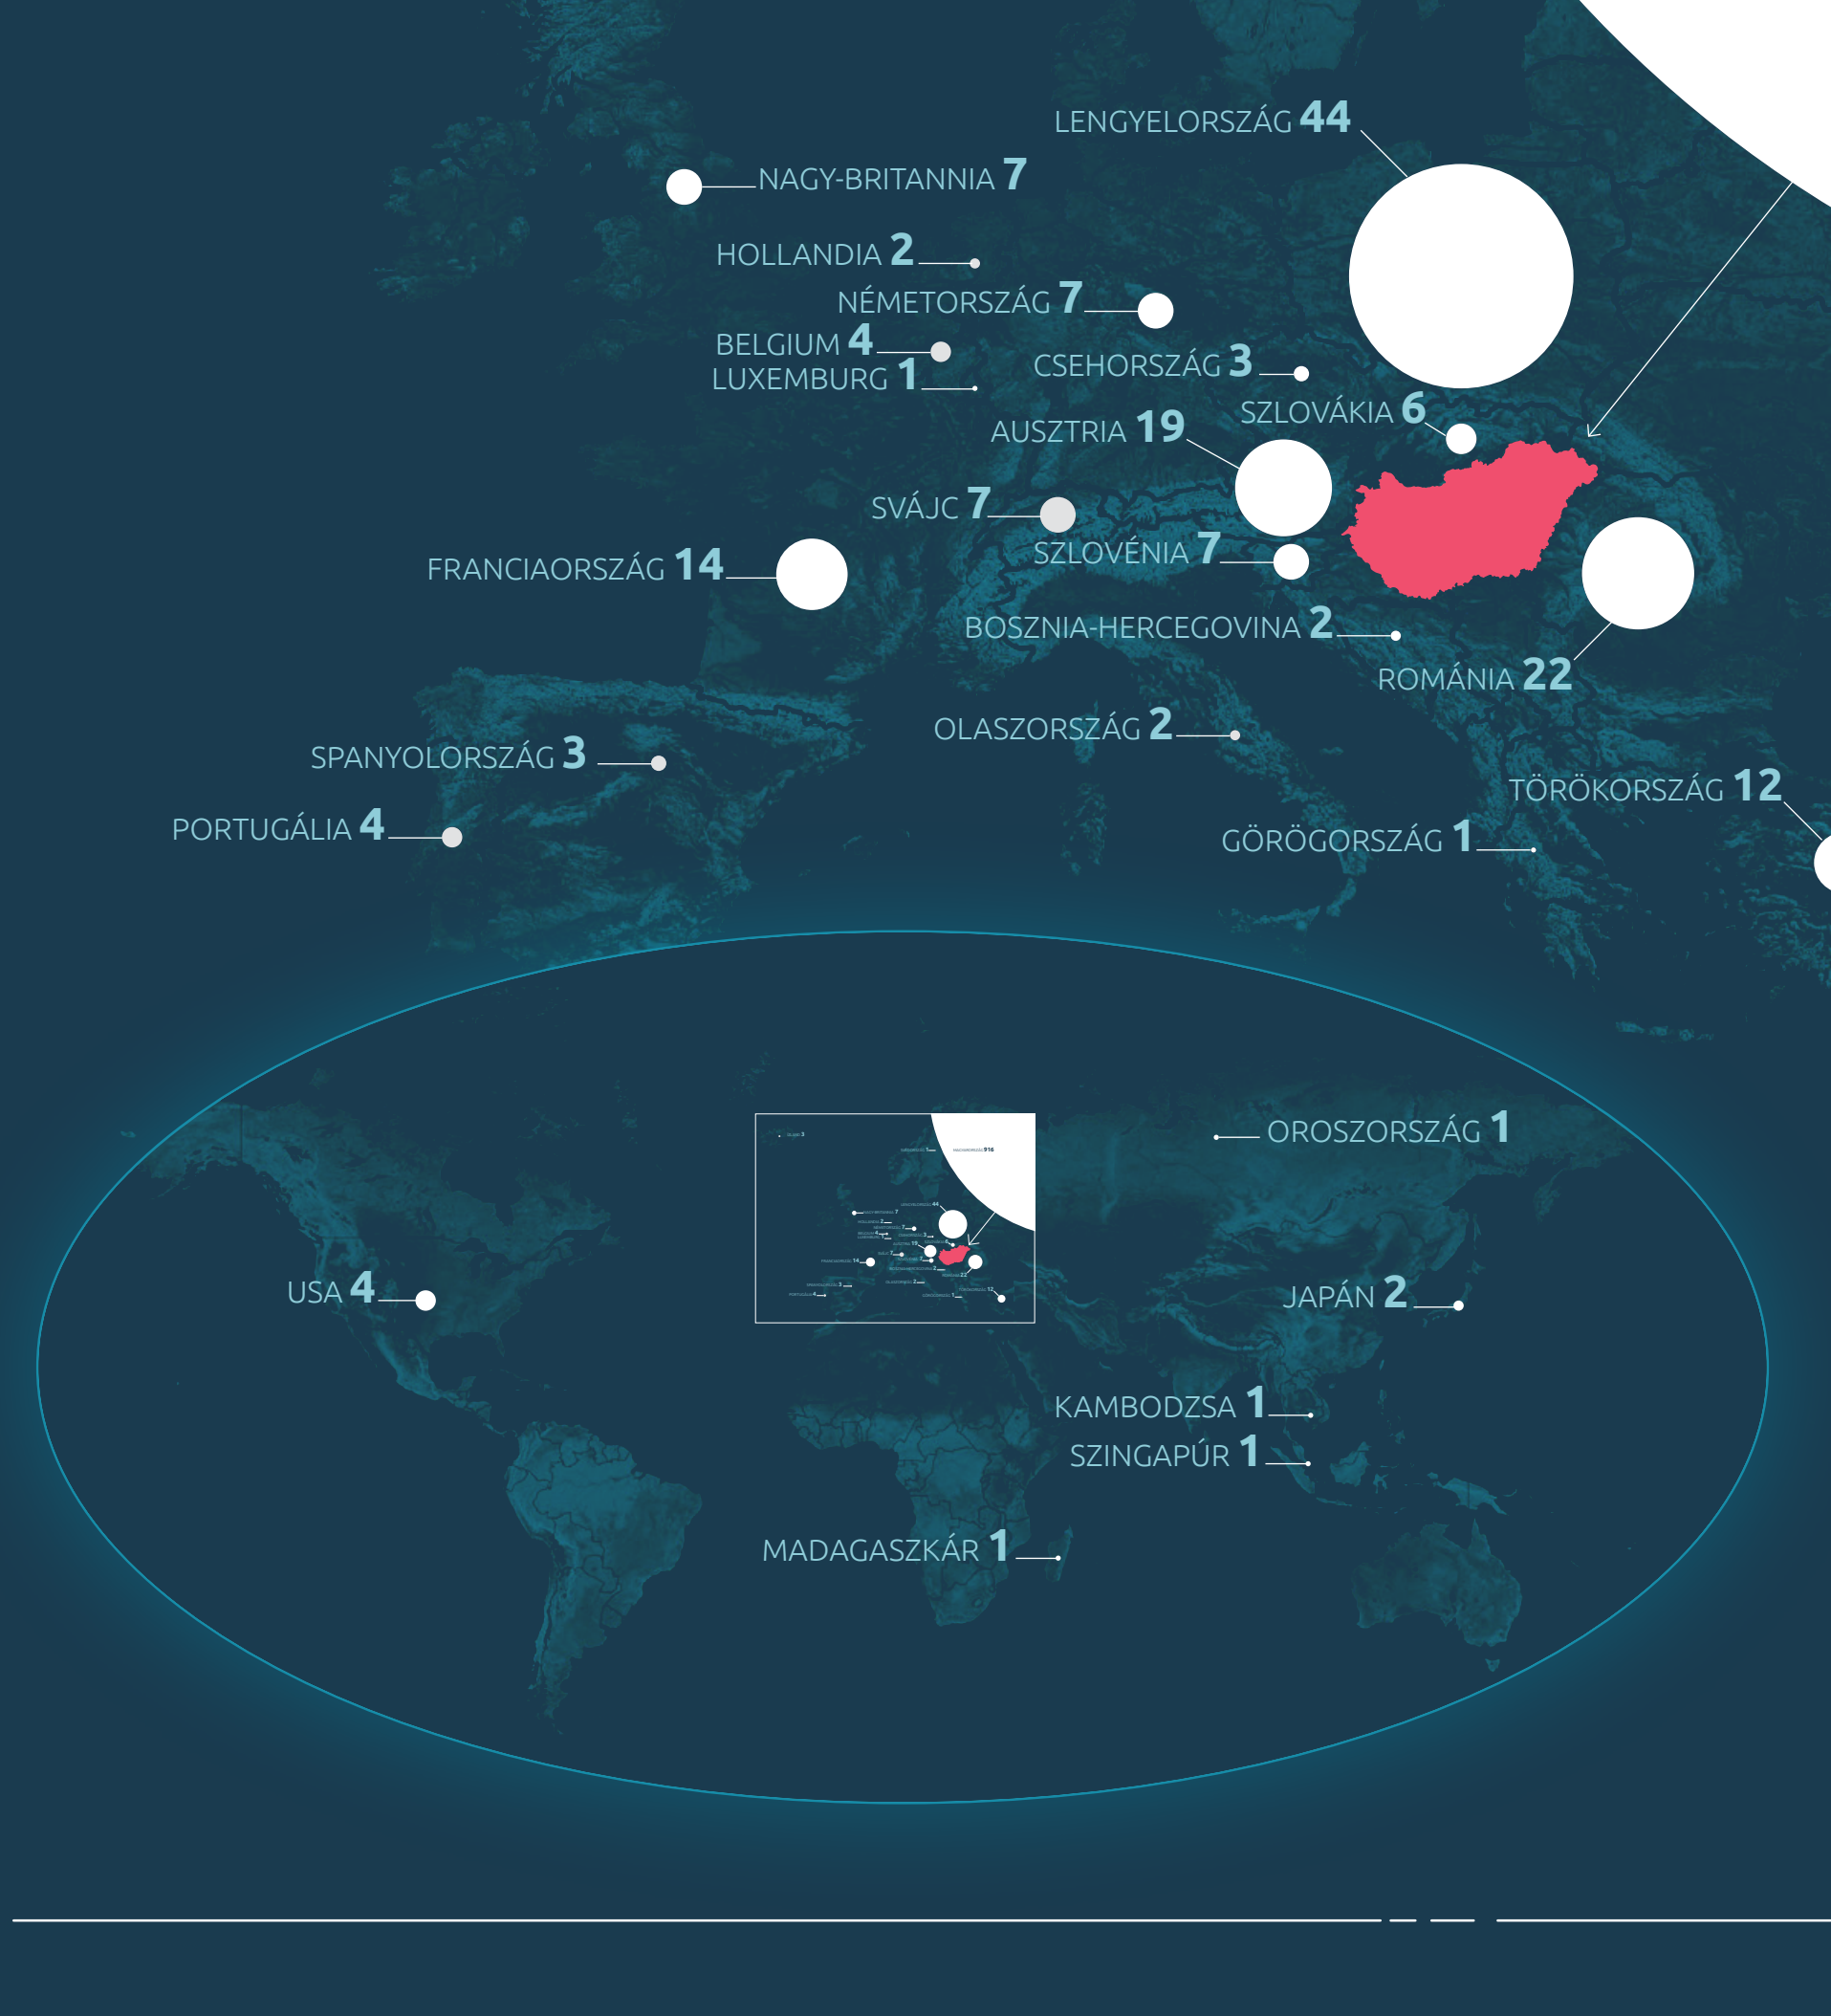 LENGYELORSZÁG 44
NAGY-BRITANNIA 7
HOLLANDIA 2
NÉMETORSZÁG 7
BELGIUM 4
LUXEMBURG 1
CSEHORSZÁG 3
SZLOVÁKIA 6
AUSZTRIA 19
SVÁJC 7
SZLOVÉNIA 7
FRANCIAORSZÁG 14
BOSZNIA-HERCEGOVINA 2
ROMÁNIA 22
OLASZORSZÁG 2
SPANYOLORSZÁG 3
TÖRÖKORSZÁG 12
PORTUGÁLIA 4
GÖRÖGORSZÁG 1
OROSZORSZÁG 1
USA 4
JAPÁN 2
KAMBODZSA 1
SZINGAPÚR 1
MADAGASZKÁR 1